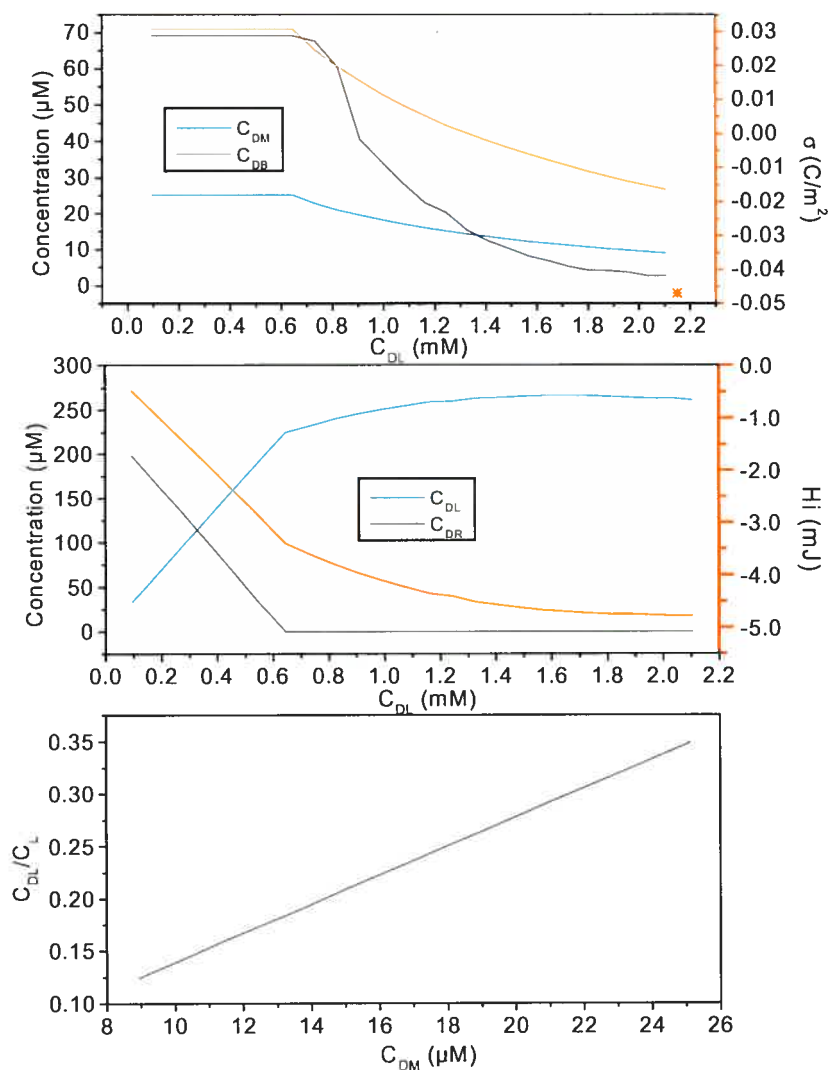 70
60
50
40
30
20
10
0
Concentration (µM)
C_DM
C_DB
0.03
0.02
0.01
0.00
-0.01
-0.02
-0.03
-0.04
-0.05
σ (C/m²)
0.0 0.2 0.4 0.6 0.8 1.0 1.2 1.4 1.6 1.8 2.0 2.2
C_DL (mM)
300
250
200
150
100
50
0
Concentration (µM)
C_DL
C_DR
0.0
-1.0
-2.0
-3.0
-4.0
-5.0
Hi (mJ)
0.0 0.2 0.4 0.6 0.8 1.0 1.2 1.4 1.6 1.8 2.0 2.2
C_DL (mM)
0.35
0.30
0.25
0.20
0.15
0.10
C_DL/C_L
8 10 12 14 16 18 20 22 24 26
C_DM (µM)